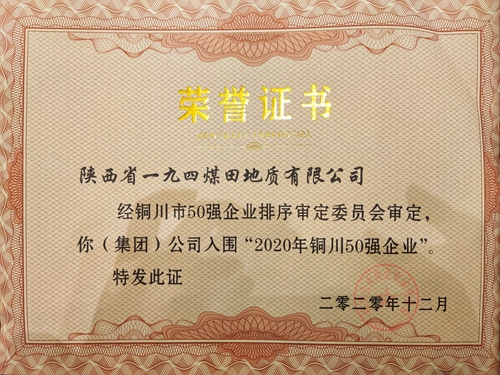 荣誉证书
陕西省一九四煤田地质有限公司
经铜川市50强企业排序审定委员会审定，
你（集团）公司入围“2020年铜川50强企业”。
特发此证
二零二零年十二月